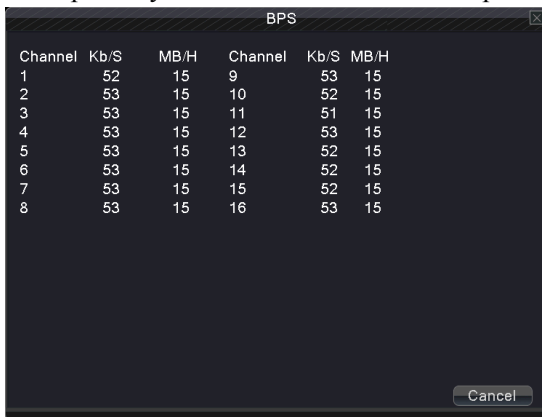 BPS
Channel Kb/S MB/H Channel Kb/S MB/H
1 52 15 9 53 15
2 53 15 10 52 15
3 53 15 11 51 15
4 53 15 12 53 15
5 53 15 13 52 15
6 53 15 14 52 15
7 53 15 15 52 15
8 53 15 16 53 15
Cancel